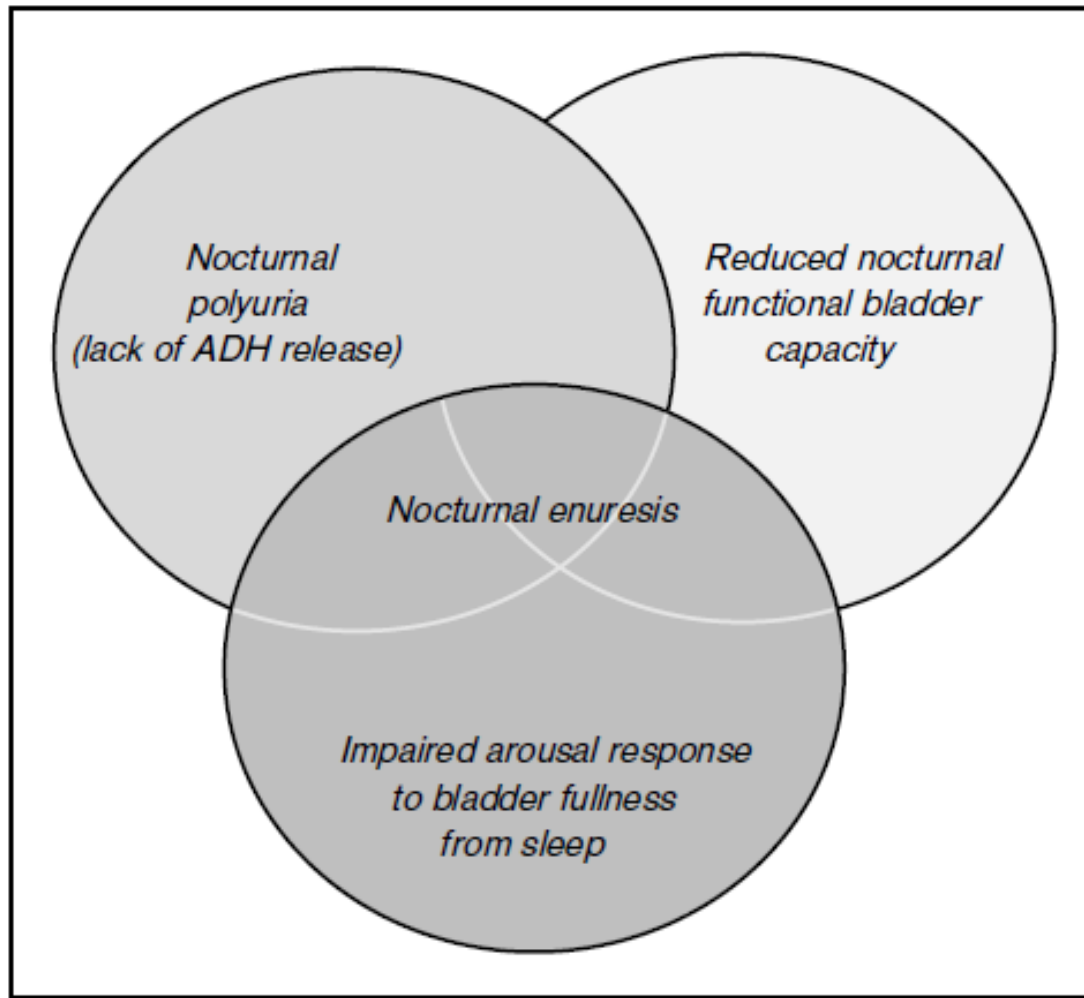 Nocturnal
polyuria
(lack of ADH release)
Reduced nocturnal
functional bladder
capacity
Nocturnal enuresis
Impaired arousal response
to bladder fullness
from sleep